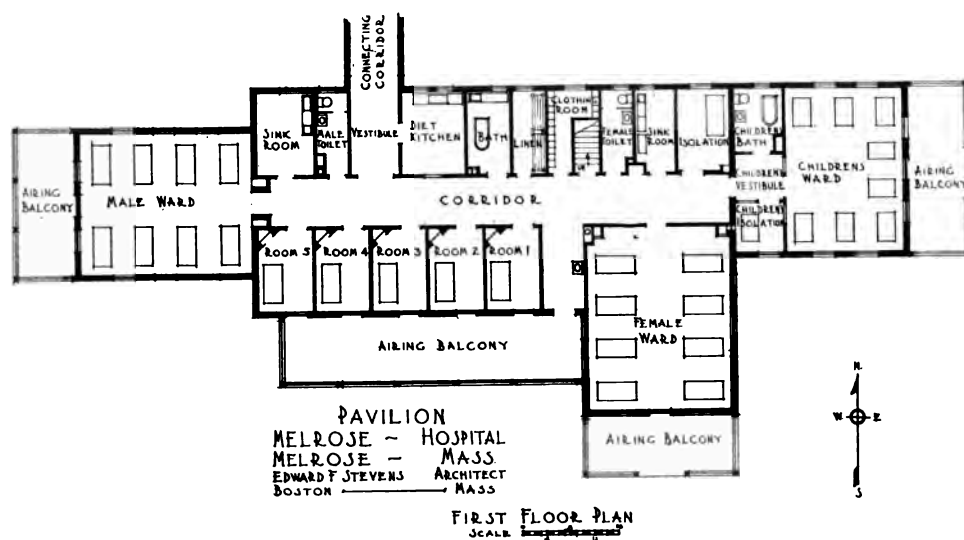 CONNECTING
CORRIDOR
SINK
ROOM
MALE
TOILET
VESTIBULE
DIET
KITCHEN
BATH
LINEN
CLOTHING
ROOM
FEMALE
TOILET
SINK
ROOM
ISOLATION
CHILDRENS
BATH
CHILDRENS
VESTIBULE
CHILDRENS
ISOLATION
CHILDRENS
WARD
AIRING
BALCONY
AIRING
BALCONY
MALE WARD
CORRIDOR
ROOM 5
ROOM 4
ROOM 3
ROOM 2
ROOM 1
FEMALE
WARD
AIRING BALCONY
AIRING BALCONY
PAVILION
MELROSE ~ HOSPITAL
MELROSE ~ MASS.
EDWARD F STEVENS ARCHITECT
BOSTON — MASS
FIRST FLOOR PLAN
SCALE
N.
W E
S